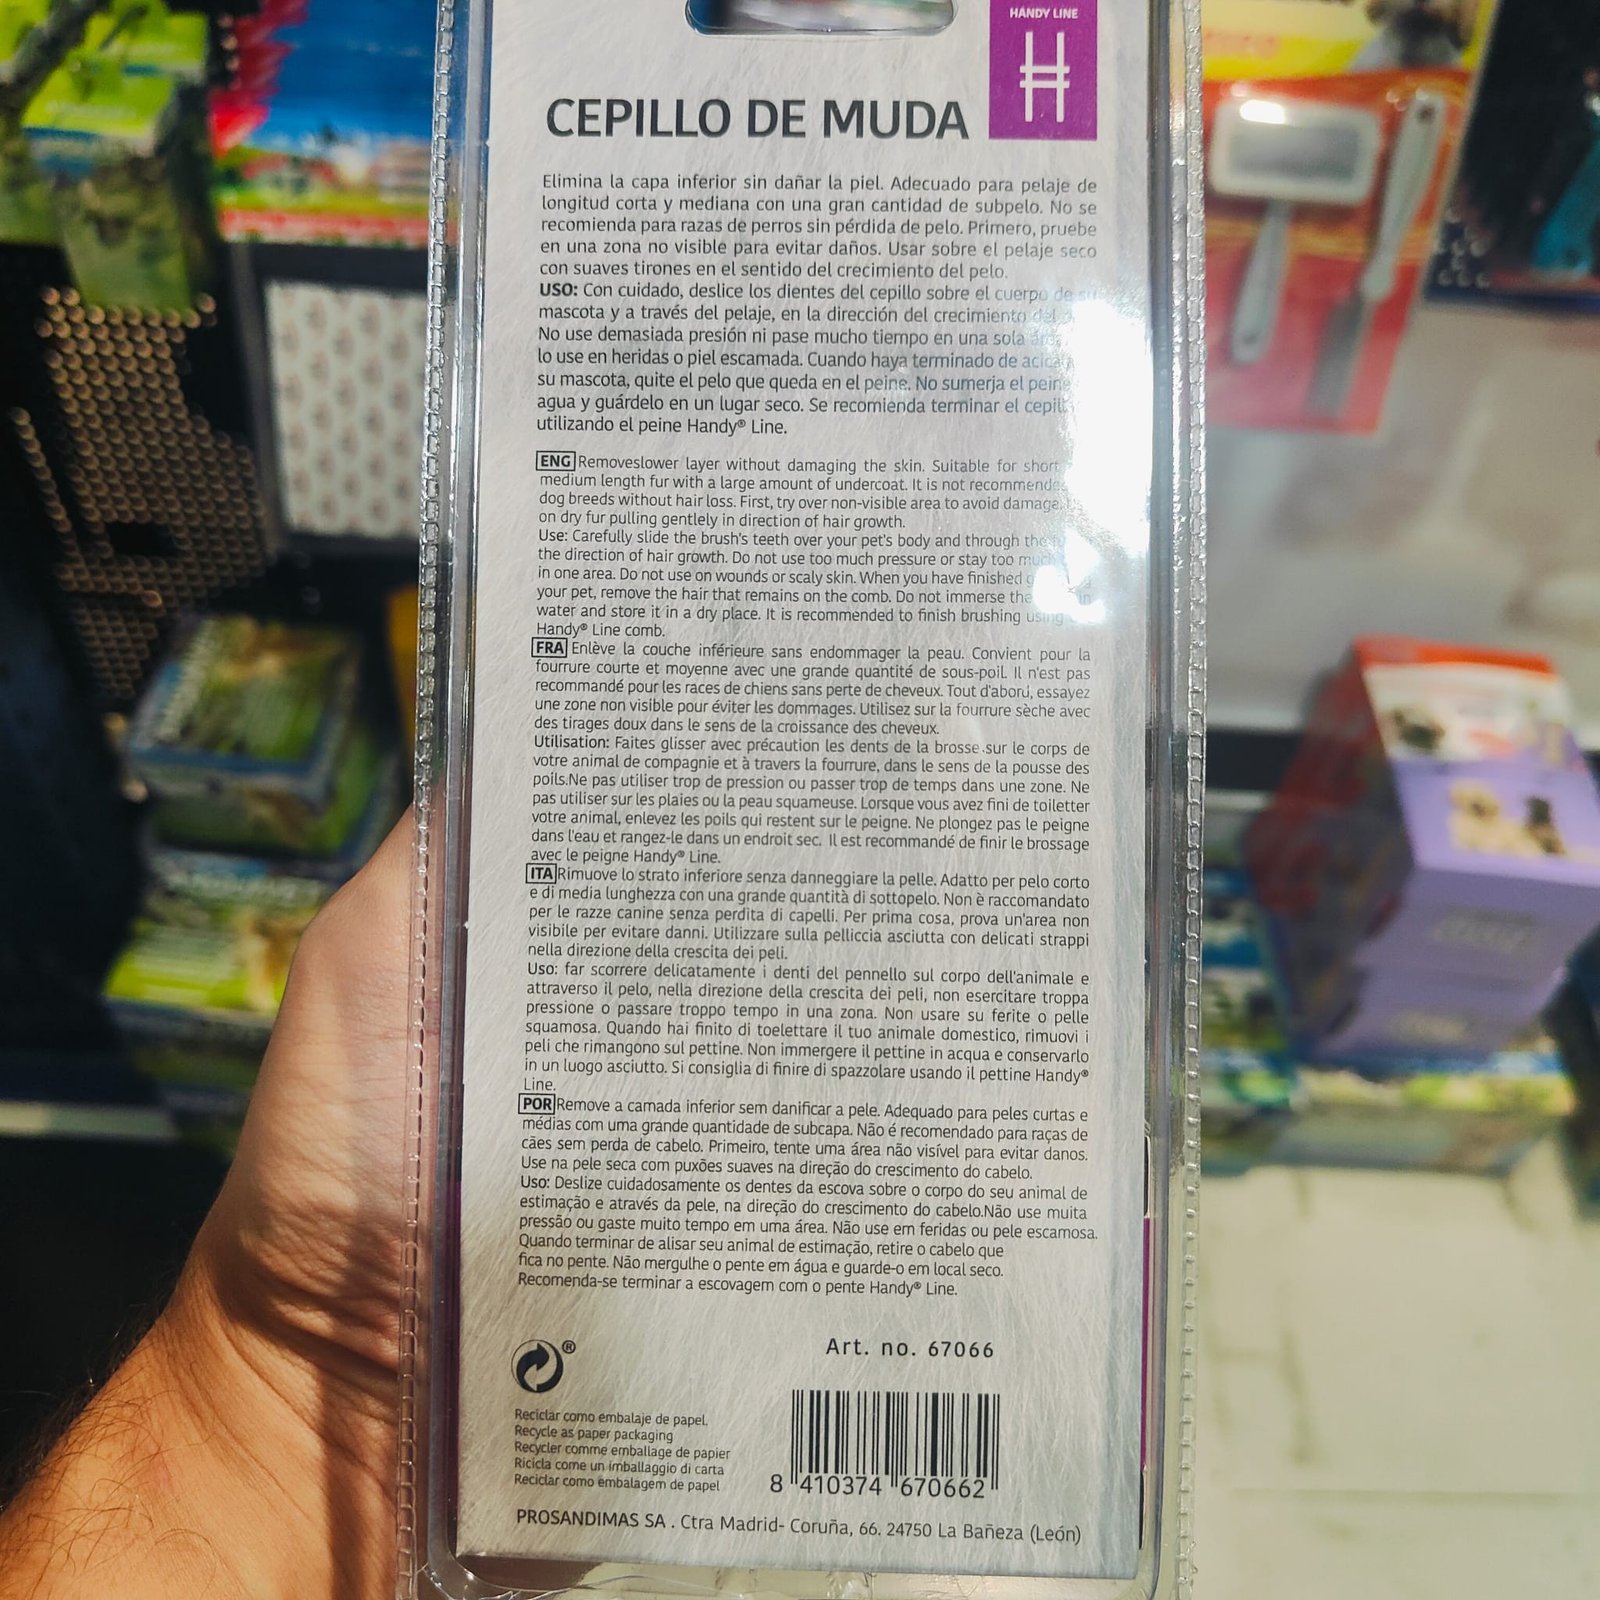 HANDY LINE
CEPILLO DE MUDA
Elimina la capa inferior sin dañar la piel. Adecuado para pelaje de
longitud corta y mediana con una gran cantidad de subpelo. No se
recomienda para razas de perros sin pérdida de pelo. Primero, pruebe
en una zona no visible para evitar daños. Usar sobre el pelaje seco
con suaves tirones en el sentido del crecimiento del pelo.
USO: Con cuidado, deslice los dientes del cepillo sobre el cuerpo de su
mascota y a través del pelaje, en la dirección del crecimiento del
No use demasiada presión ni pase mucho tiempo en una sola
lo use en heridas o piel escamada. Cuando haya terminado de
su mascota, quite el pelo que queda en el peine. No sumerja el peine
agua y guárdelo en un lugar seco. Se recomienda terminar el
utilizando el peine Handy® Line.
ENG Removeslower layer without damaging the skin. Suitable for short
medium length fur with a large amount of undercoat. It is not
dog breeds without hair loss. First, try over non-visible area to avoid damage.
on dry fur pulling gentlely in direction of hair growth.
Use: Carefully slide the brush's teeth over your pet's body and through the
the direction of hair growth. Do not use too much pressure or stay too much
in one area. Do not use on wounds or scaly skin. When you have finished
your pet, remove the hair that remains on the comb. Do not immerse the in
water and store it in a dry place. It is recommended to finish brushing using
Handy® Line comb.
FRA Enlève la couche inférieure sans endommager la peau. Convient pour la
fourrure courte et moyenne avec une grande quantité de sous-poil. Il n'est pas
recommandé pour les races de chiens sans perte de cheveux. Tout d'abord, essayez
une zone non visible pour éviter les dommages. Utilisez sur la fourrure sèche avec
des tirages doux dans le sens de la croissance des cheveux.
Utilisation: Faites glisser avec précaution les dents de la brosse sur le corps de
votre animal de compagnie et à travers la fourrure, dans le sens de la pousse des
poils.Ne pas utiliser trop de pression ou passer trop de temps dans une zone. Ne
pas utiliser sur les plaies ou la peau squameuse. Lorsque vous avez fini de toiletter
votre animal, enlevez les poils qui restent sur le peigne. Ne plongez pas le peigne
dans l'eau et rangez-le dans un endroit sec. Il est recommandé de finir le brossage
avec le peigne Handy® Line.
ITA Rimuove lo strato inferiore senza danneggiare la pelle. Adatto per pelo corto
e di media lunghezza con una grande quantità di sottopelo. Non è raccomandato
per le razze canine senza perdita di capelli. Per prima cosa, prova un'area non
visibile per evitare danni. Utilizzare sulla pelliccia asciutta con delicati strappi
nella direzione della crescita dei peli.
Uso: far scorrere delicatamente i denti del pennello sul corpo dell'animale e
attraverso il pelo, nella direzione della crescita dei peli, non esercitare troppa
pressione o passare troppo tempo in una zona. Non usare su ferite o pelle
squamosa. Quando hai finito di toelettare il tuo animale domestico, rimuovi i
peli che rimangono sul pettine. Non immergere il pettine in acqua e conservarlo
in un luogo asciutto. Si consiglia di finire di spazzolare usando il pettine Handy®
Line.
POR Remove a camada inferior sem danificar a pele. Adequado para peles curtas e
médias com uma grande quantidade de subcapa. Não é recomendado para raças de
cães sem perda de cabelo. Primeiro, tente uma área não visível para evitar danos.
Use na pele seca com puxões suaves na direção do crescimento do cabelo.
Uso: Deslize cuidadosamente os dentes da escova sobre o corpo do seu animal de
estimação e através da pele, na direção do crescimento do cabelo.Não use muita
pressão ou gaste muito tempo em uma área. Não use em feridas ou pele escamosa.
Quando terminar de alisar seu animal de estimação, retire o cabelo que
fica no pente. Não mergulhe o pente em água e guarde-o em local seco.
Recomenda-se terminar a escovagem com o pente Handy® Line.
®
Art. no. 67066
Reciclar como embalaje de papel.
Recycle as paper packaging
Recycler comme emballage de papier
Ricicla come un imballaggio di carta
Reciclar como embalagem de papel
8 410374 670662
PROSANDIMAS SA . Ctra Madrid- Coruña, 66. 24750 La Bañeza (León)